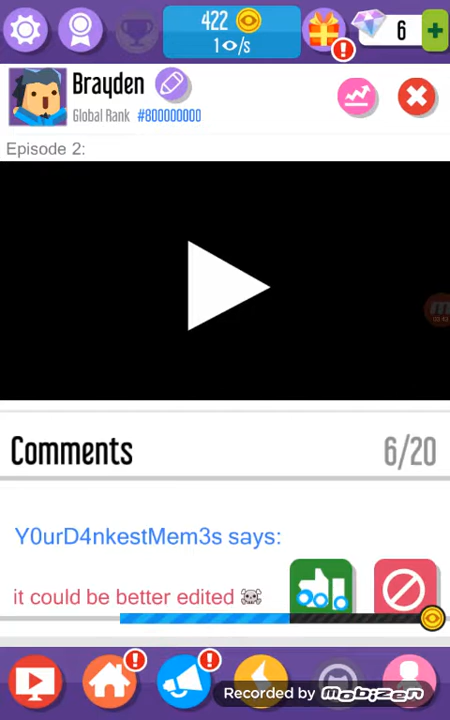 422
1/s
6
Brayden
Global Rank #800000000
Episode 2:
Comments 6/20
Y0urD4nkestMem3s says:
it could be better edited ☠
Recorded by MOBIZEN